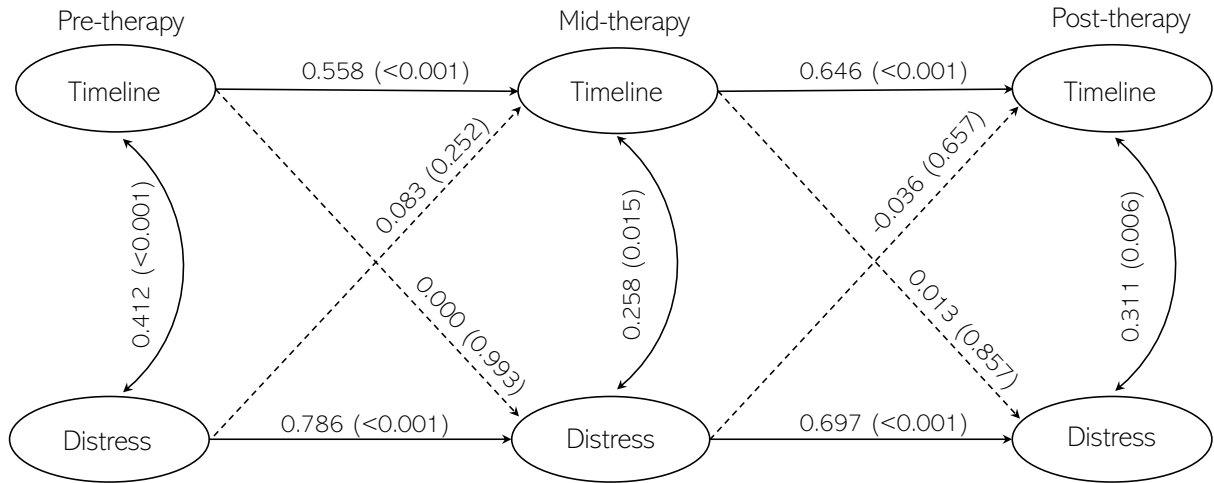 Pre-therapy
Mid-therapy
Post-therapy
Timeline
0.558 (<0.001)
Timeline
0.646 (<0.001)
Timeline
0.412 (<0.001)
0.083 (0.252)
0.000 (0.993)
0.258 (0.015)
-0.036 (0.657)
0.013 (0.857)
0.311 (0.006)
Distress
0.786 (<0.001)
Distress
0.697 (<0.001)
Distress